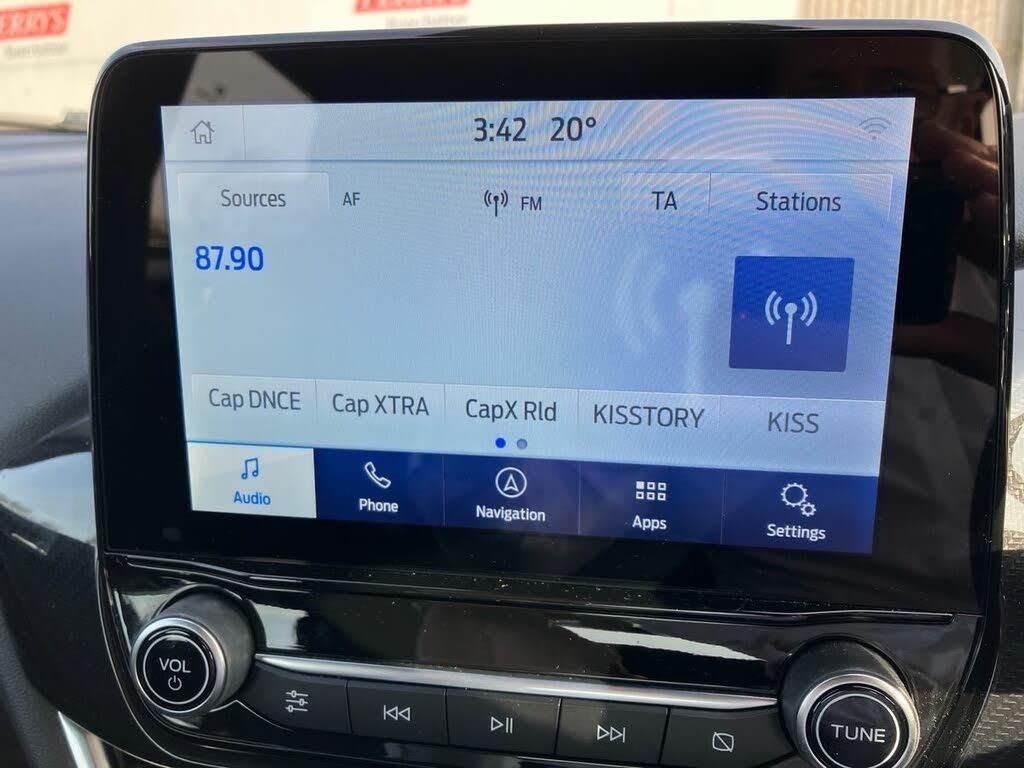 3:42 20°
Sources AF FM TA Stations
87.90
Cap DNCE Cap XTRA CapX Rld KISSTORY KISS
Audio Phone Navigation Apps Settings
VOL
TUNE